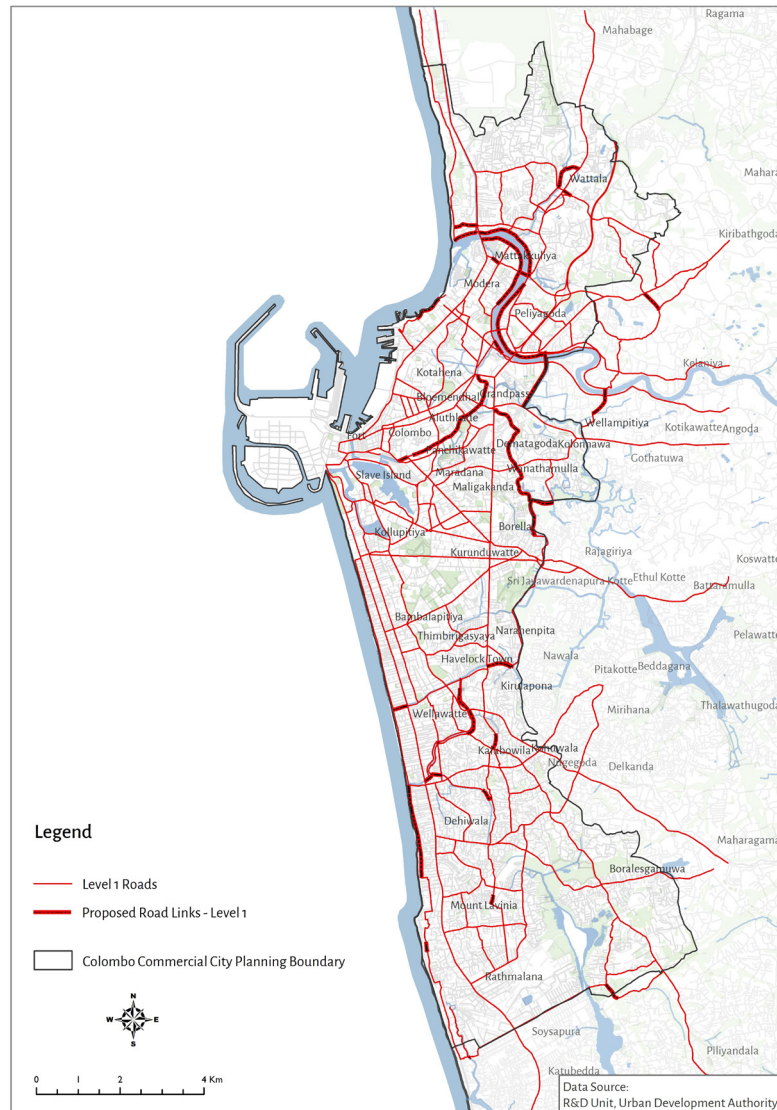 Ragama
Mahabage
Mahara
Wattala
Kiribathgoda
Mattakkuliya
Modera
Peliyagoda
Kelaniya
Kotahena
Bloemendhal
Grandpass
Aluthkade
Wellampitiya
Kotikawatte
Angoda
Fort
Colombo
Dematagoda
Kolonnawa
Panchikawatte
Gothatuwa
Wanathamulla
Slave Island
Maradana
Maligakanda
Borella
Kollupitiya
Kurunduwatte
Rajagiriya
Koswatte
Sri Jayawardenapura Kotte
Ethul Kotte
Battaramulla
Bambalapitiya
Thimbirigasyaya
Narahenpita
Pelawatte
Havelock Town
Nawala
Pitakotte
Beddagana
Kirulapona
Mirihana
Thalawathugoda
Wellawatte
Kalubowila
Nugegoda
Delkanda
Dehiwala
Maharagama
Boralesgamuwa
Mount Lavinia
Rathmalana
Soysapura
Piliyandala
Katubedda
Legend
Level 1 Roads
Proposed Road Links - Level 1
Colombo Commercial City Planning Boundary
N
W E
S
0 1 2 4 Km
Data Source:
R&D Unit, Urban Development Authority